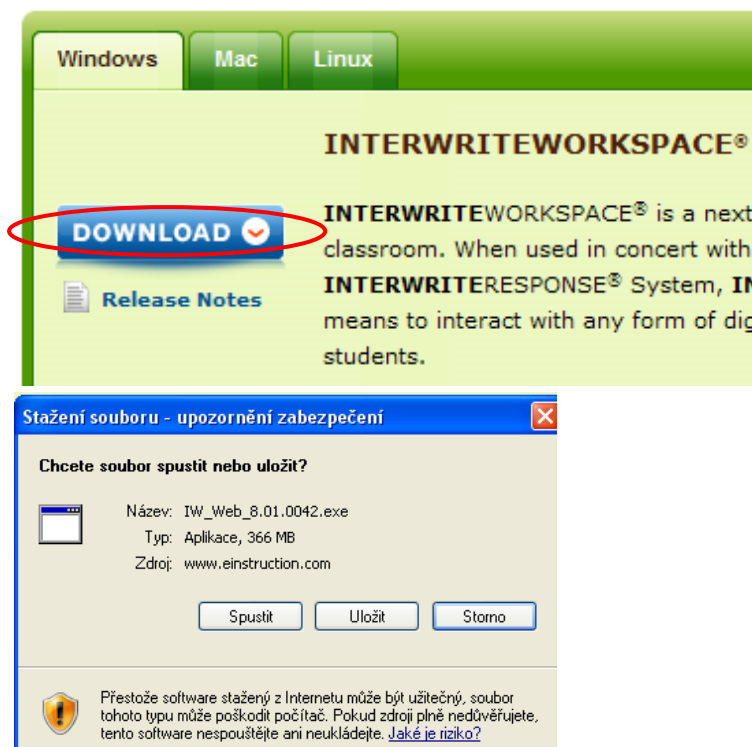 Windows
Mac
Linux
INTERWRITEWORKSPACE®
DOWNLOAD
Release Notes
INTERWRITEWORKSPACE® is a next
classroom. When used in concert with
INTERWRITERESPONSE® System, IN
means to interact with any form of dig
students.
Stažení souboru - upozornění zabezpečení
Chcete soubor spustit nebo uložit?
Název: IW_Web_8.01.0042.exe
Typ: Aplikace, 366 MB
Zdroj: www.einstruction.com
Spustit
Uložit
Storno
Přestože software stažený z Internetu může být užitečný, soubor
tohoto typu může poškodit počítač. Pokud zdroji plně nedůvěřujete,
tento software nespouštějte ani neukládejte. Jaké je riziko?